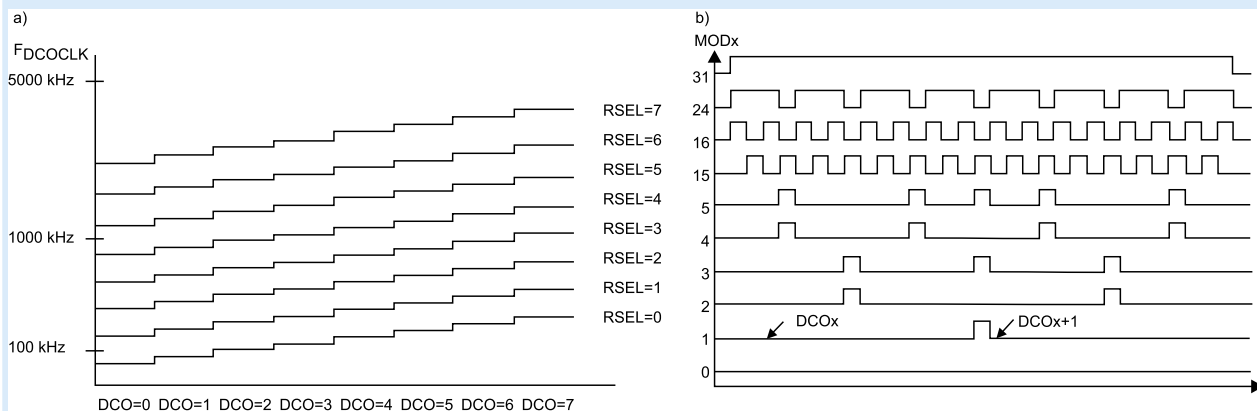 a)
FDCOCLK
5000 kHz
1000 kHz
100 kHz
RSEL=7
RSEL=6
RSEL=5
RSEL=4
RSEL=3
RSEL=2
RSEL=1
RSEL=0
DCO=0 DCO=1 DCO=2 DCO=3 DCO=4 DCO=5 DCO=6 DCO=7
b)
MODx
31
24
16
15
5
4
3
2
DCOx DCOx+1
1
0